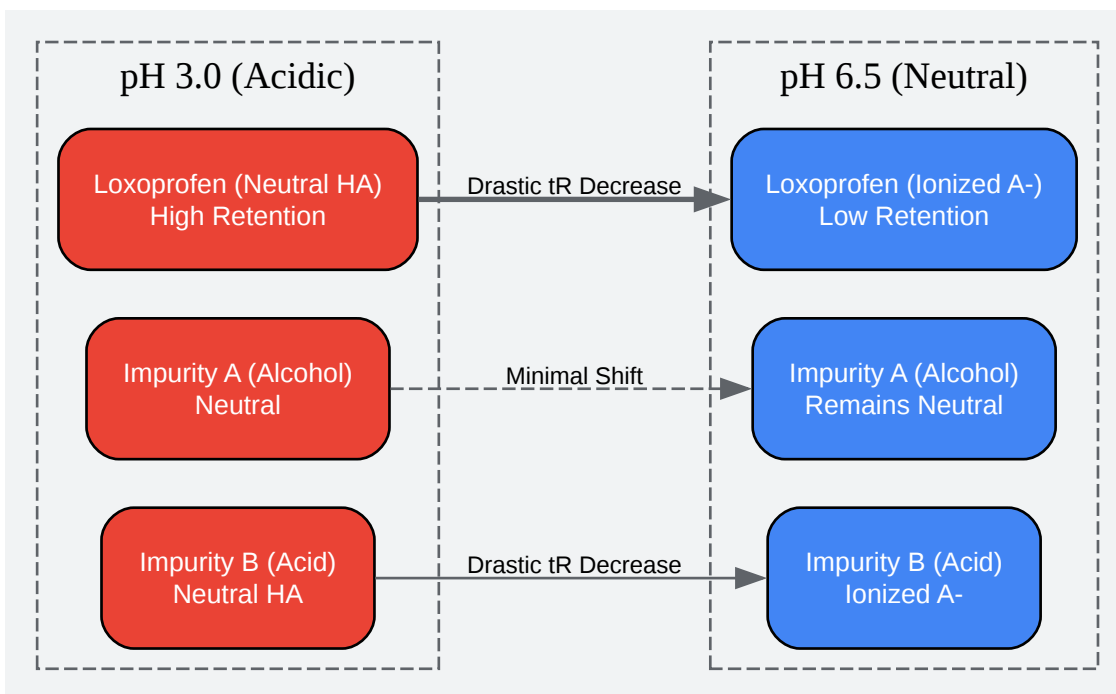 pH 3.0 (Acidic)
pH 6.5 (Neutral)
Loxoprofen (Neutral HA)
High Retention
Drastic tR Decrease
Loxoprofen (Ionized A-)
Low Retention
Impurity A (Alcohol)
Neutral
Minimal Shift
Impurity A (Alcohol)
Remains Neutral
Impurity B (Acid)
Neutral HA
Drastic tR Decrease
Impurity B (Acid)
Ionized A-